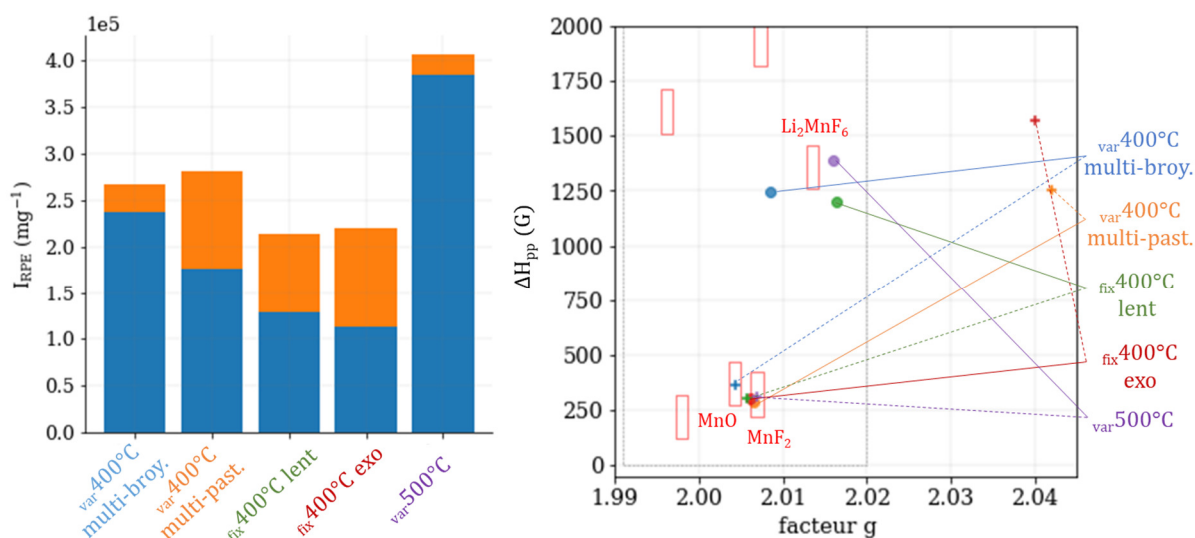 1e5
4.0
3.5
3.0
2.5
2.0
1.5
1.0
0.5
0.0
I_RPE (mg⁻¹)
var400°C
multi-broy.
var400°C
multi-past.
fix400°C lent
fix400°C exo
var500°C
2000
1750
1500
1250
1000
750
500
250
0
ΔH_pp (G)
1.99
2.00
2.01
2.02
2.03
2.04
facteur g
Li₂MnF₆
MnO
MnF₂
var400°C
multi-broy.
var400°C
multi-past.
fix400°C
lent
fix400°C
exo
var500°C